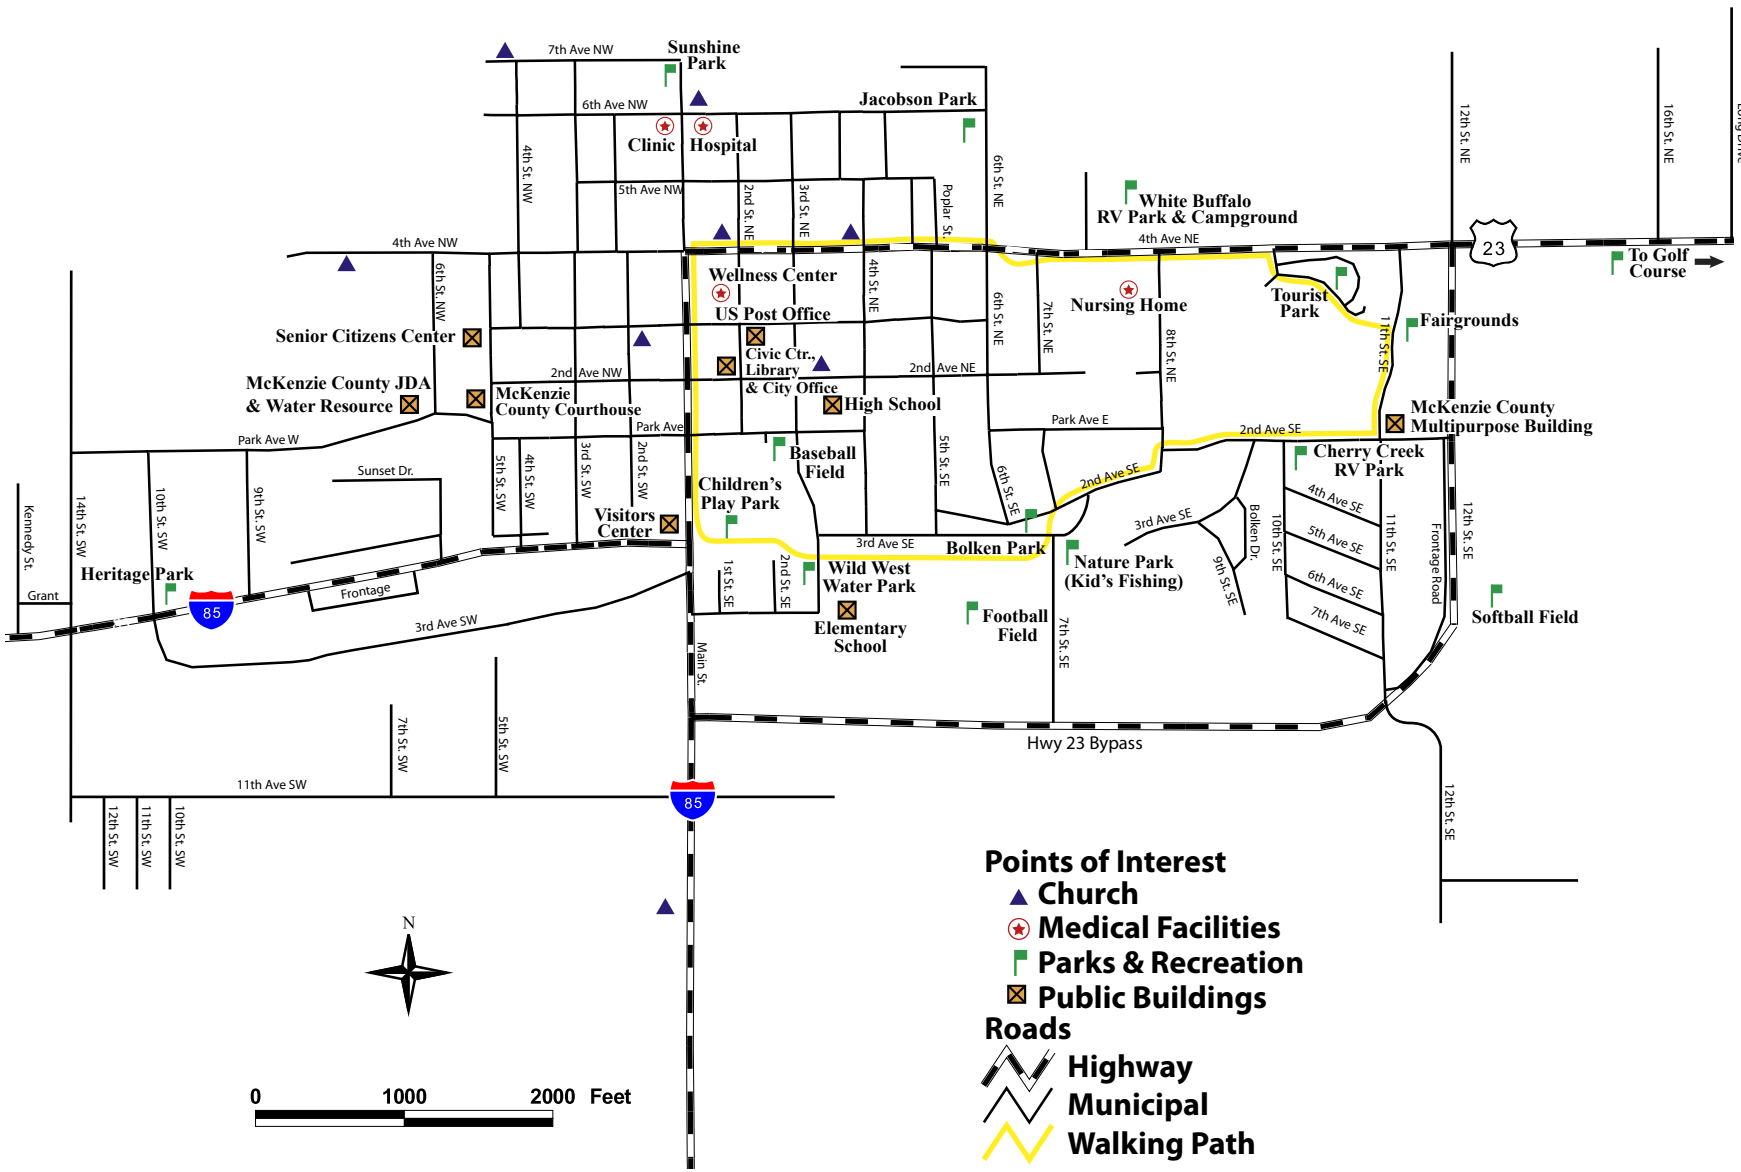 7th Ave NW
Sunshine
Park
6th Ave NW
Jacobson Park
Clinic
Hospital
4th St. NW
5th Ave NW
2nd St. NE
3rd St. NE
Poplar St.
6th St. NE
12th St. NE
16th St. NE
White Buffalo
RV Park & Campground
4th Ave NW
4th Ave NE
23
To Golf
Course
6th St. NW
Wellness Center
4th St. NE
6th St. NE
7th St. NE
Nursing Home
8th St. NE
Tourist
Park
11th St. SE
Fairgrounds
US Post Office
Senior Citizens Center
Civic Ctr.,
Library
& City Office
2nd Ave NW
2nd Ave NE
McKenzie County JDA
& Water Resource
McKenzie
County Courthouse
High School
McKenzie County
Multipurpose Building
Park Ave W
Park Ave
Park Ave E
2nd Ave SE
Sunset Dr.
5th St. SW
4th St. SW
3rd St. SW
2nd St. SW
Baseball
Field
5th St. SE
6th St. SE
2nd Ave SE
Cherry Creek
RV Park
Children's
Play Park
Visitors
Center
Kennedy St.
14th St. SW
10th St. SW
9th St. SW
3rd Ave SE
Bolken Park
3rd Ave SE
Bolken Dr.
10th St. SE
4th Ave SE
5th Ave SE
6th Ave SE
7th Ave SE
11th St. SE
Frontage Road
12th St. SE
Heritage Park
Grant
85
Frontage
3rd Ave SW
1st St. SE
2nd St. SE
Wild West
Water Park
Nature Park
(Kid's Fishing)
9th St. SE
Elementary
School
Football
Field
7th St. SE
Softball Field
Main St.
7th St. SW
5th St. SW
Hwy 23 Bypass
11th Ave SW
85
12th St. SW
11th St. SW
10th St. SW
12th St. SE
N
0 1000 2000 Feet
Points of Interest
Church
Medical Facilities
Parks & Recreation
Public Buildings
Roads
Highway
Municipal
Walking Path